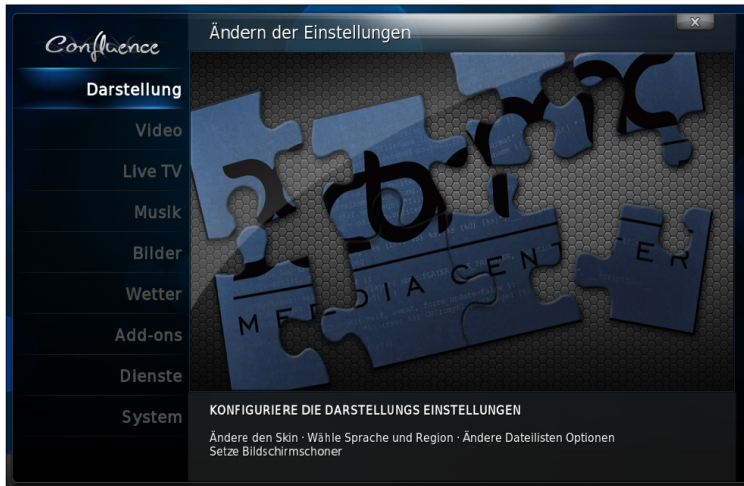 Confluence
Ändern der Einstellungen
X
Darstellung
Video
Live TV
Musik
Bilder
Wetter
Add-ons
Dienste
System
MEDIA CENTER
KONFIGURIERE DIE DARSTELLUNGS EINSTELLUNGEN
Ändere den Skin · Wähle Sprache und Region · Ändere Dateilisten Optionen
Setze Bildschirmschoner